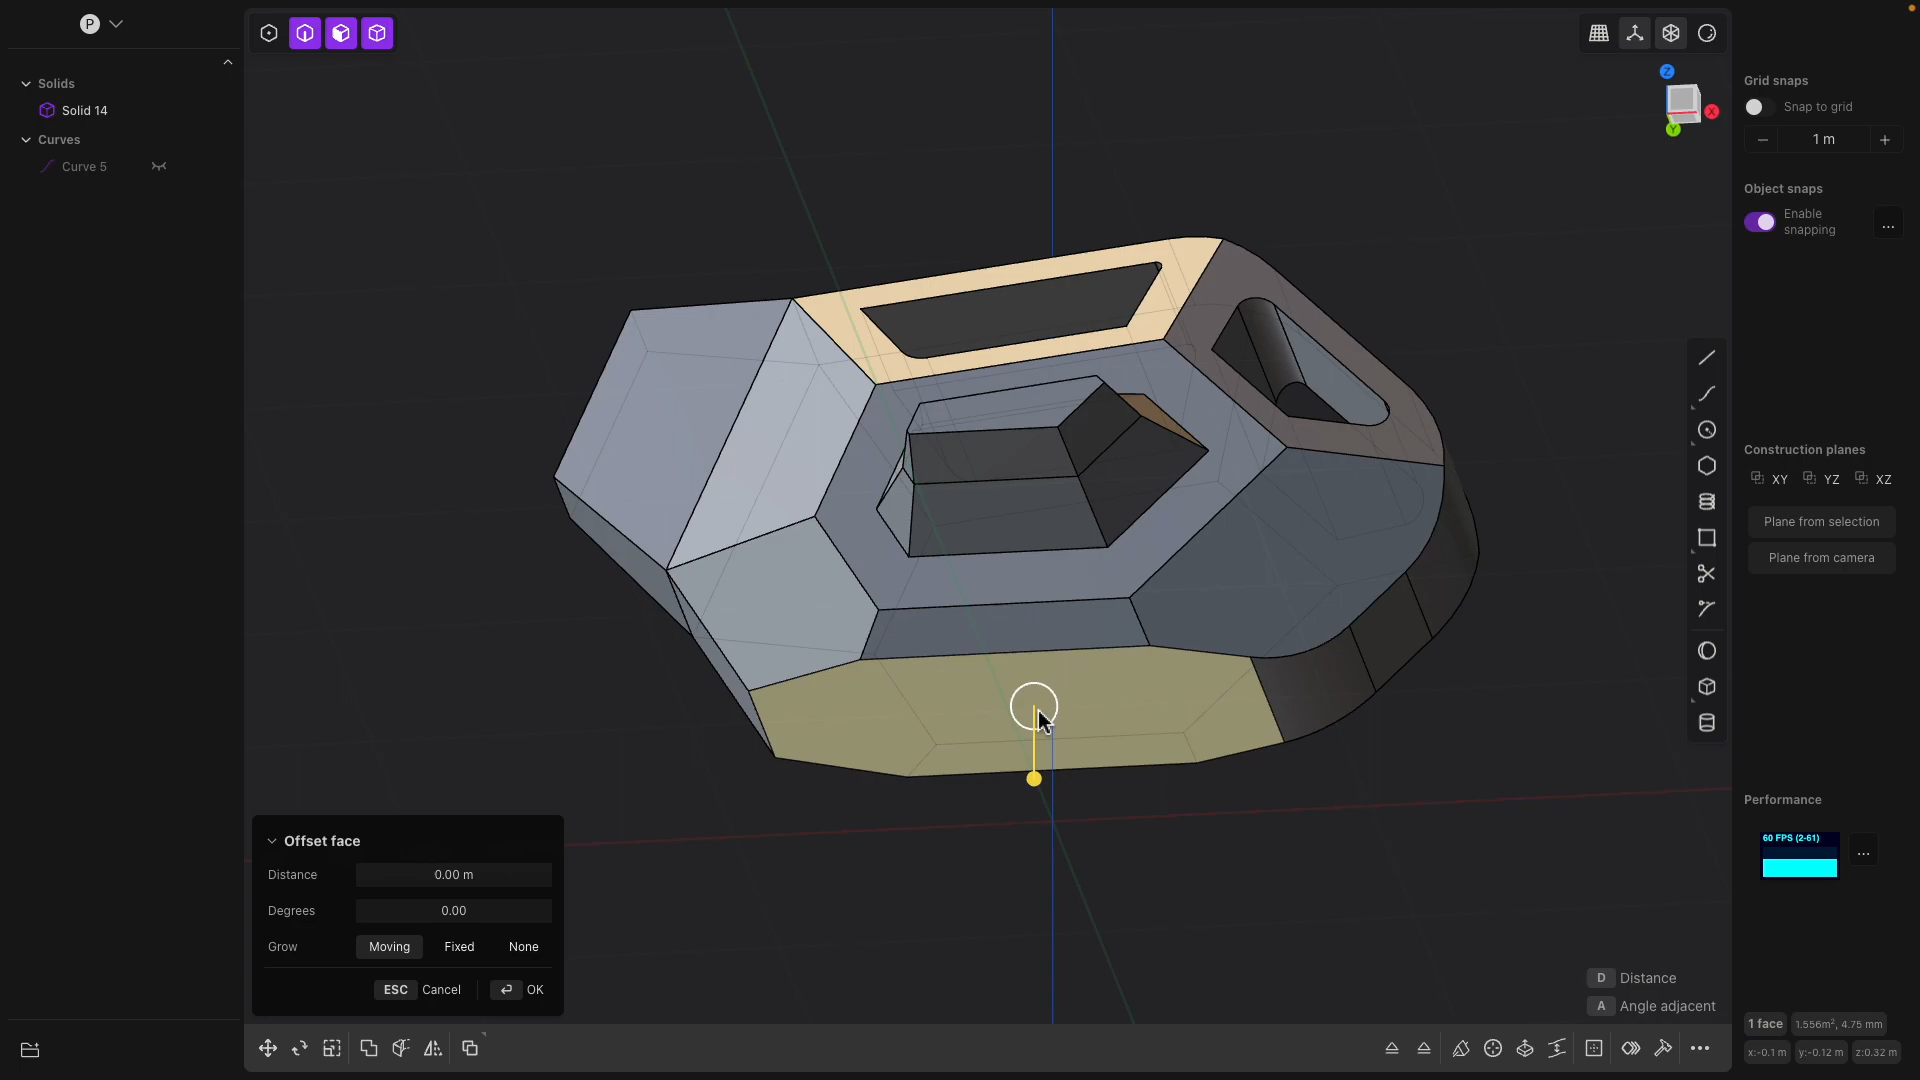 P
Solids
Solid 14
Curves
Curve 5
Z
X
Y
Grid snaps
Snap to grid
1 m
Object snaps
Enable
snapping
...
Construction planes
XY
YZ
XZ
Plane from selection
Plane from camera
Performance
60 FPS (2-61)
...
Offset face
Distance
0.00 m
Degrees
0.00
Grow
Moving
Fixed
None
ESC
Cancel
OK
D
Distance
A
Angle adjacent
1 face
1.556m², 4.75 mm
x:-0.1 m
y:-0.12 m
z:0.32 m